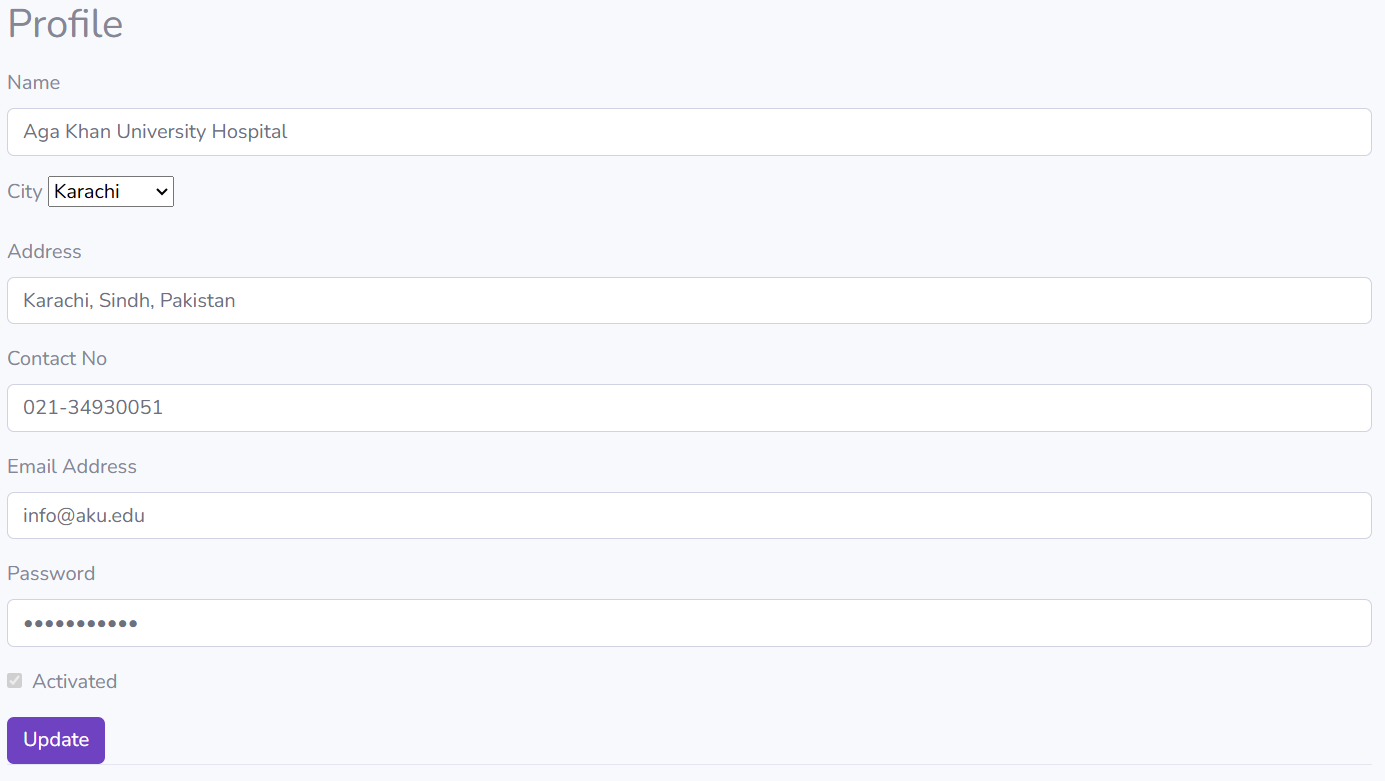 Profile
Name
Aga Khan University Hospital
City Karachi
Address
Karachi, Sindh, Pakistan
Contact No
021-34930051
Email Address
info@aku.edu
Password
•••••••••••
Activated
Update